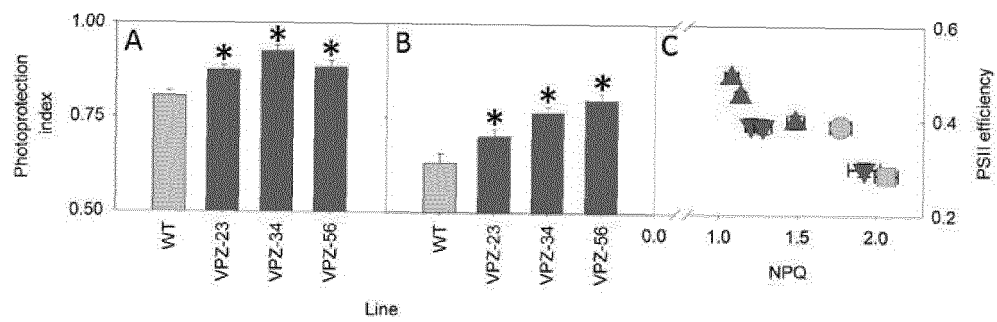 A
B
C
Photoprotection
index
1.00
0.75
0.50
* * *
* * *
WT
VPZ-23
VPZ-34
VPZ-56
WT
VPZ-23
VPZ-34
VPZ-56
Line
0.0 1.0 1.5 2.0
NPQ
0.6
0.4
0.2
PSII efficiency